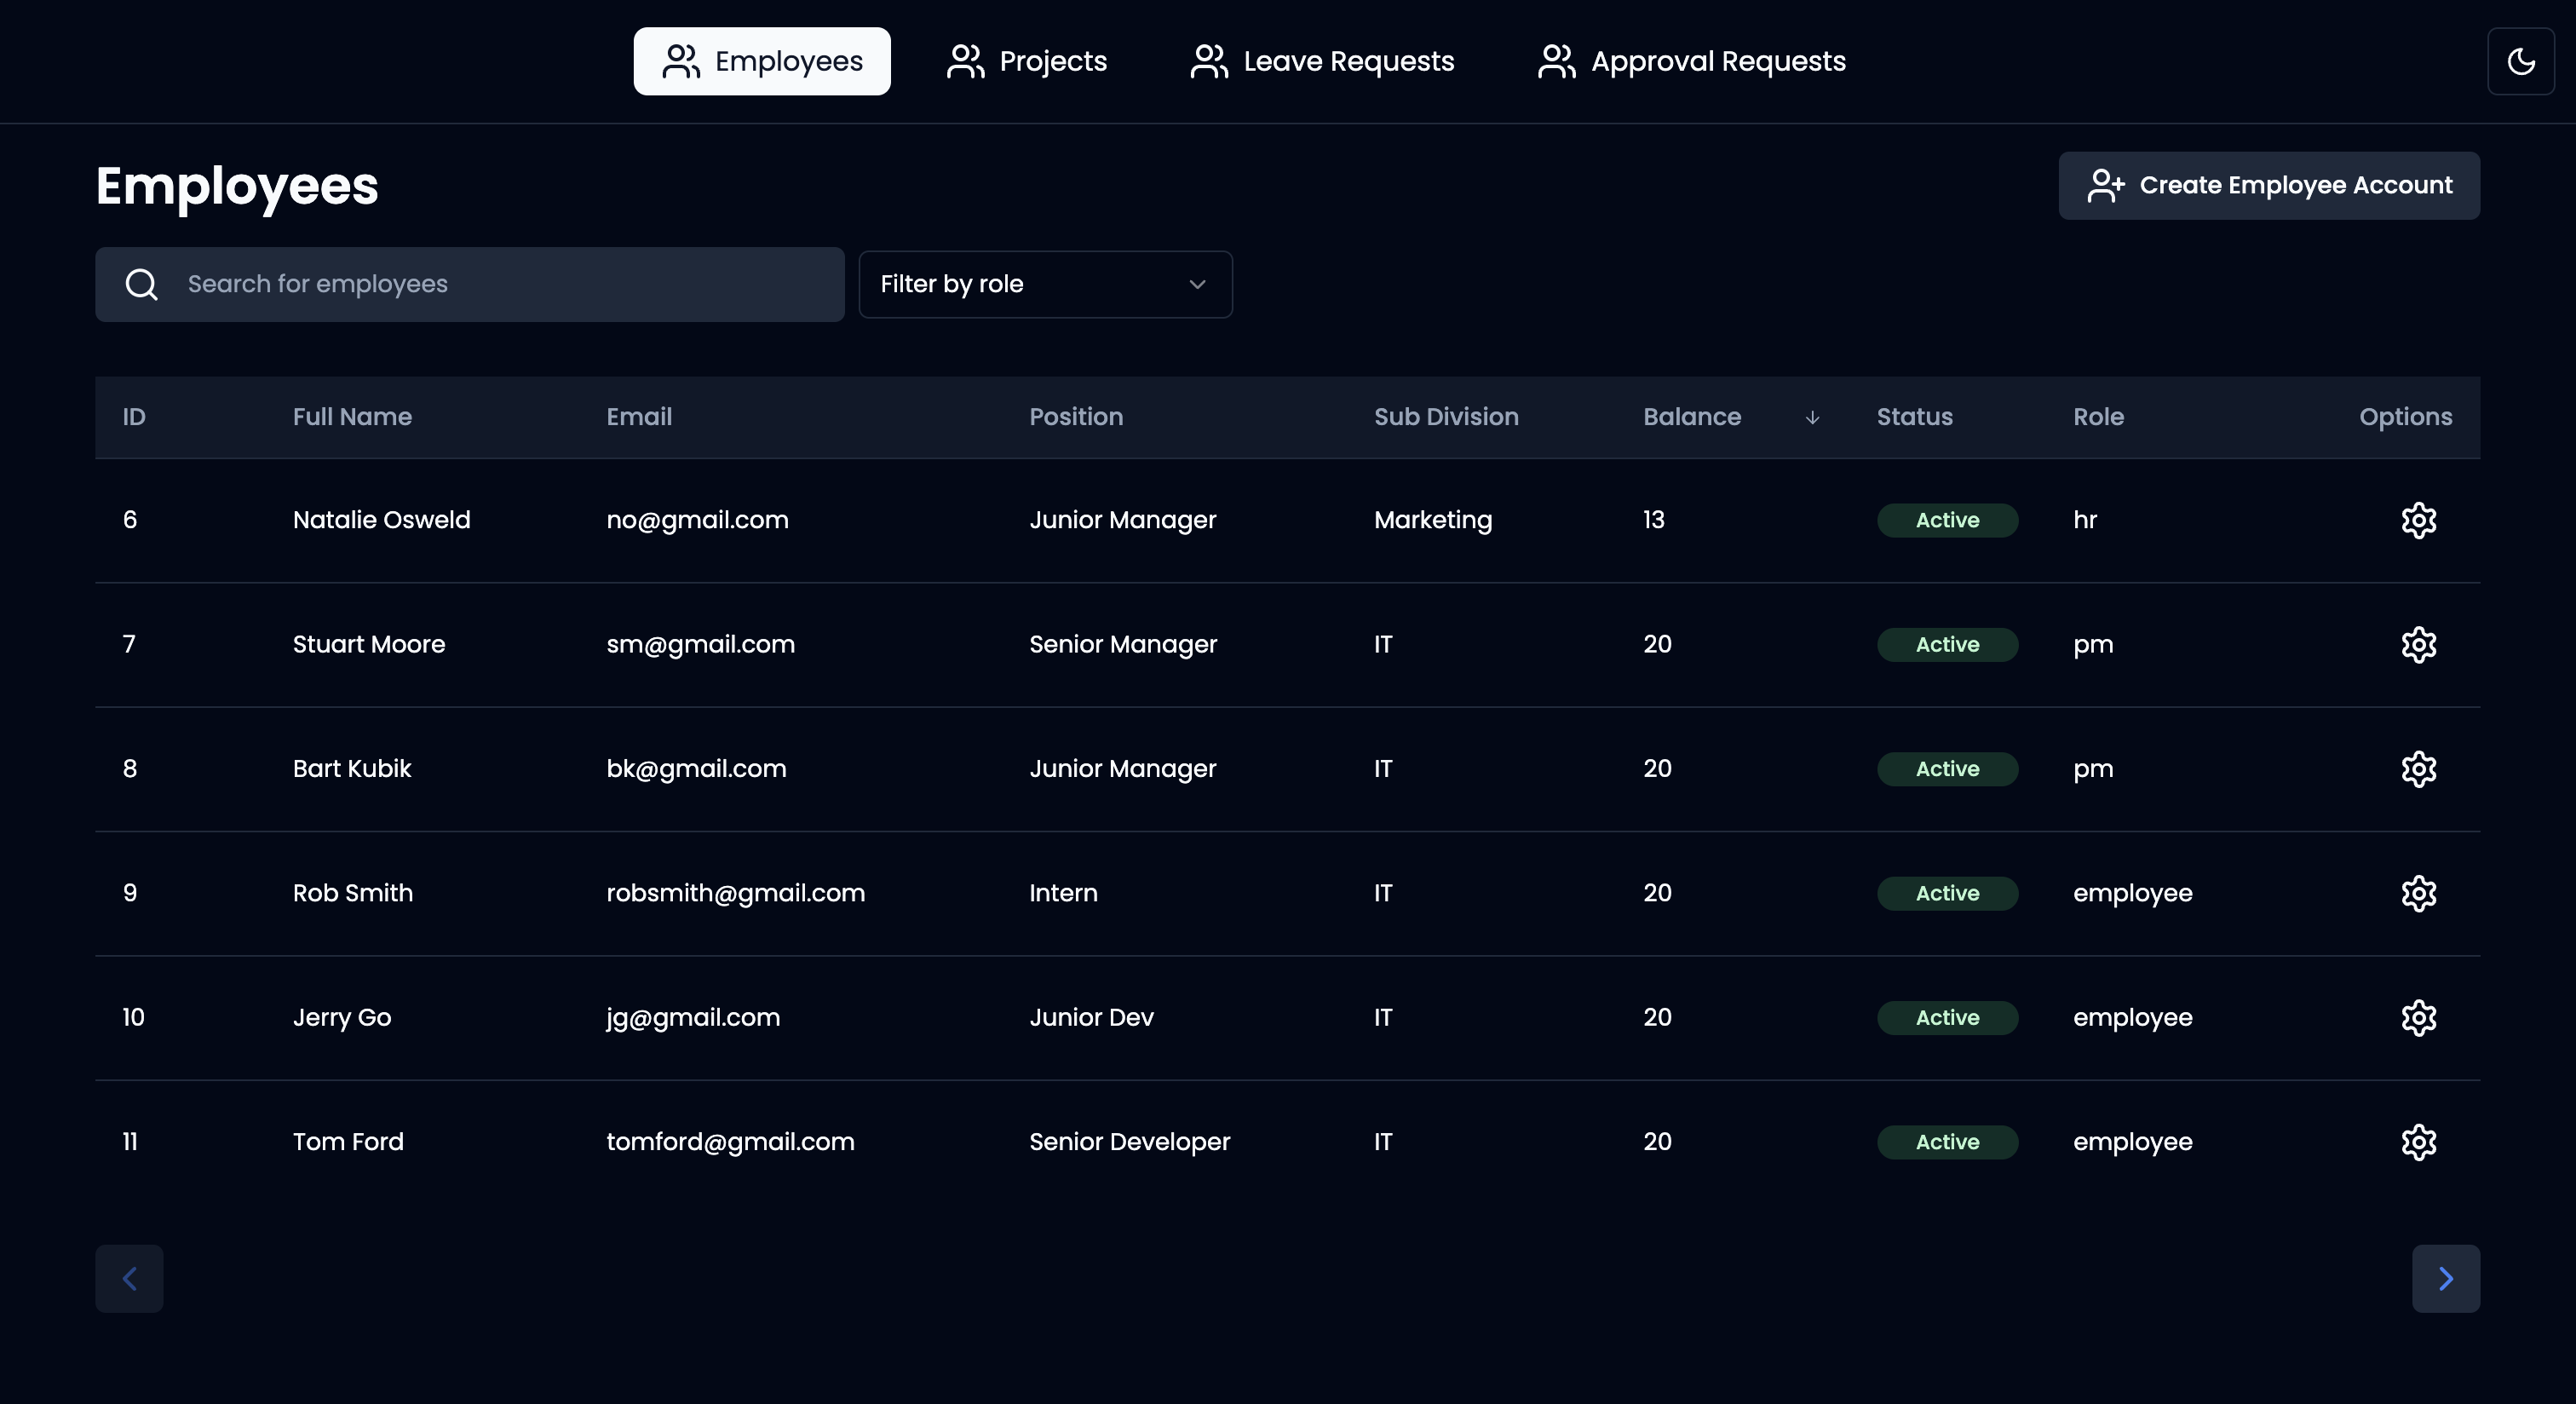 Employees Projects Leave Requests Approval Requests
Employees
Create Employee Account
Search for employees Filter by role
ID Full Name Email Position Sub Division Balance Status Role Options
6 Natalie Osweld no@gmail.com Junior Manager Marketing 13 Active hr
7 Stuart Moore sm@gmail.com Senior Manager IT 20 Active pm
8 Bart Kubik bk@gmail.com Junior Manager IT 20 Active pm
9 Rob Smith robsmith@gmail.com Intern IT 20 Active employee
10 Jerry Go jg@gmail.com Junior Dev IT 20 Active employee
11 Tom Ford tomford@gmail.com Senior Developer IT 20 Active employee